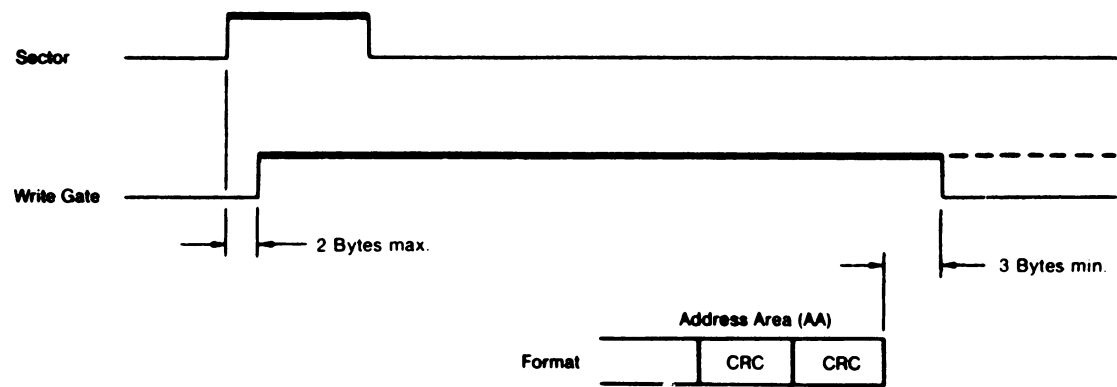 Sector
Write Gate
2 Bytes max.
3 Bytes min.
Address Area (AA)
Format CRC CRC